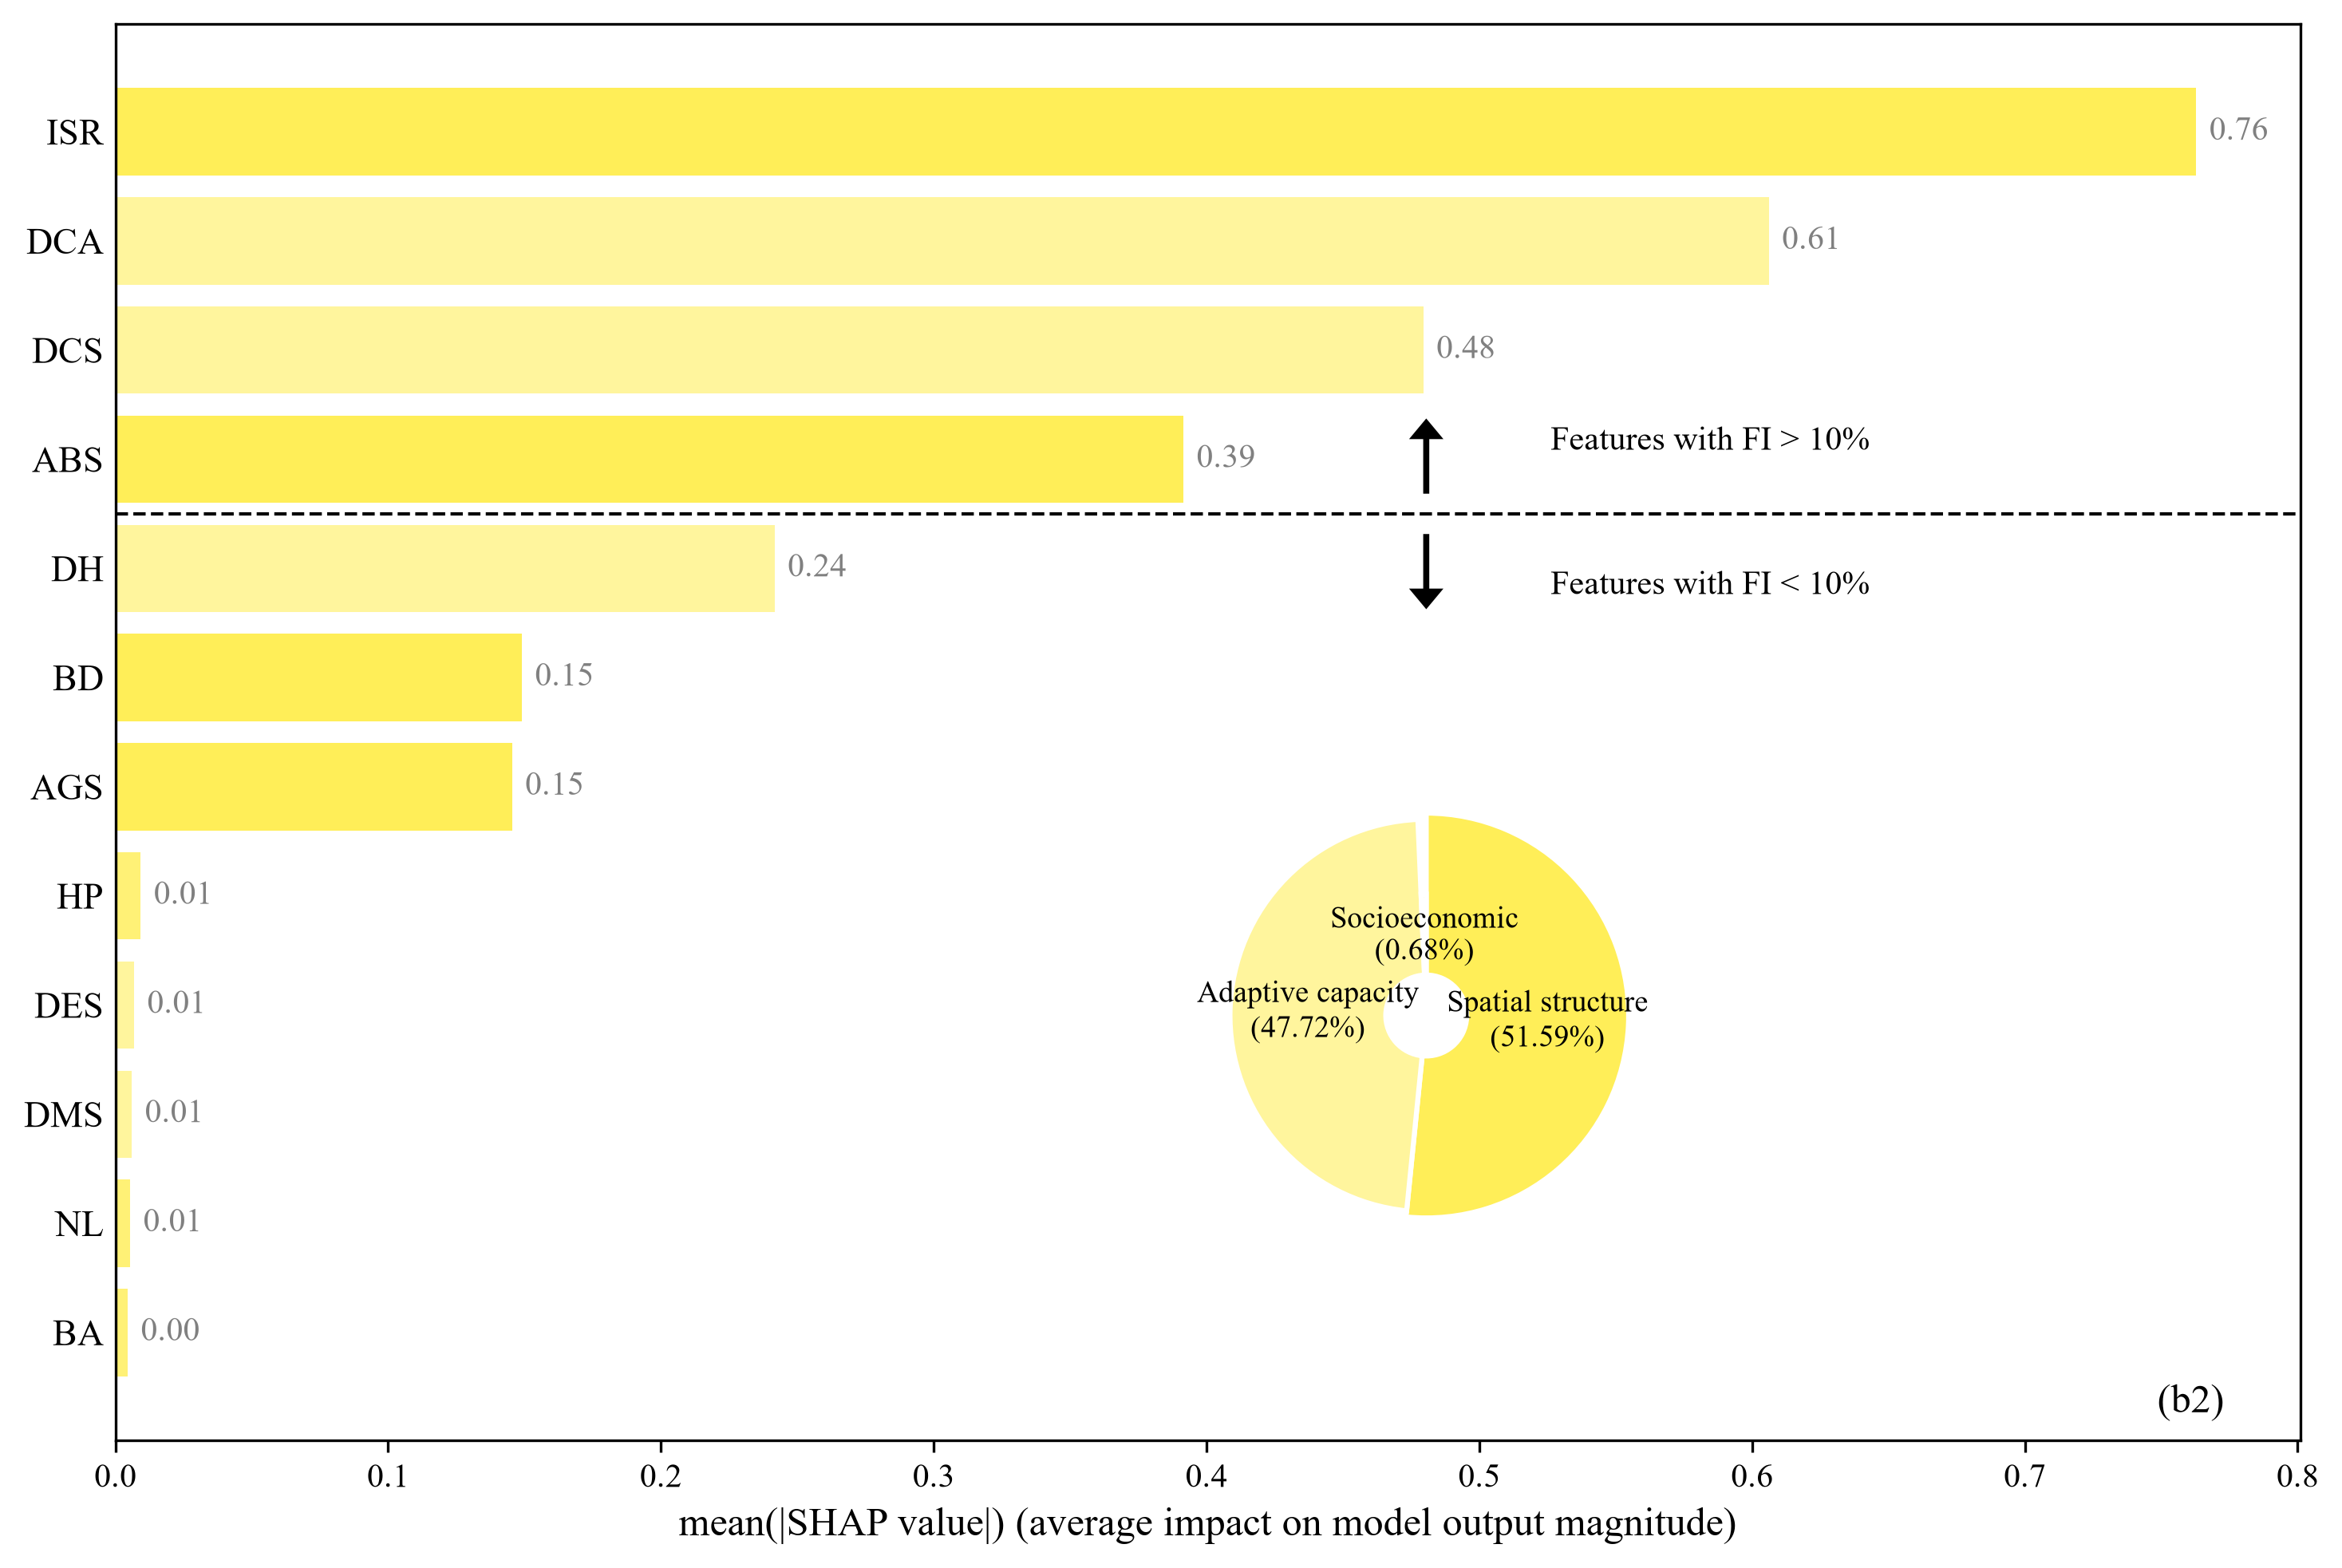 ISR
0.76
DCA
0.61
DCS
0.48
ABS
0.39
Features with FI > 10%
DH
0.24
Features with FI < 10%
BD
0.15
AGS
0.15
HP
0.01
DES
0.01
DMS
0.01
NL
0.01
BA
0.00
Socioeconomic
(0.68%)
Adaptive capacity
(47.72%)
Spatial structure
(51.59%)
(b2)
0.0 0.1 0.2 0.3 0.4 0.5 0.6 0.7 0.8
mean(|SHAP value|) (average impact on model output magnitude)